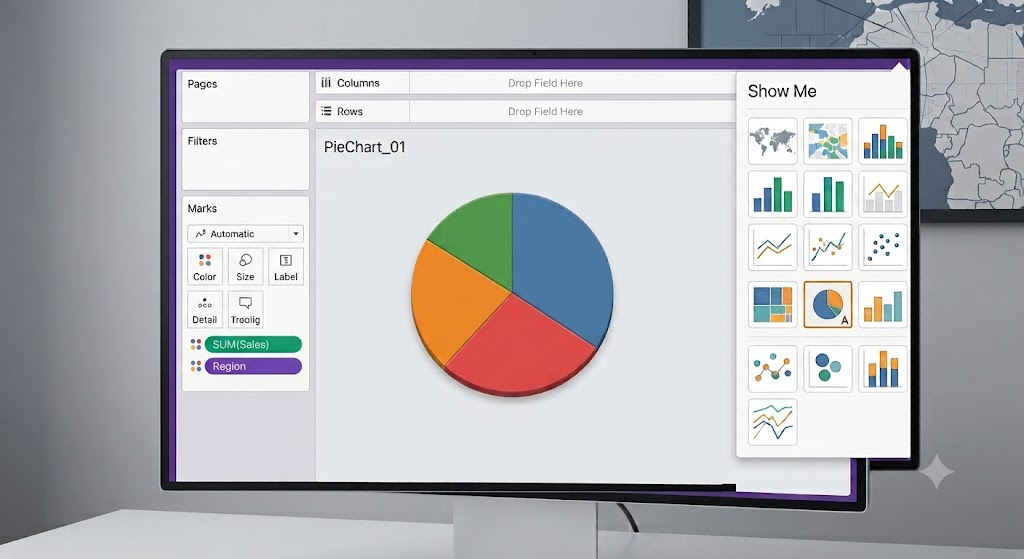 Pages
Columns
Drop Field Here
Rows
Drop Field Here
Filters
Marks
Automatic
Color
Size
Label
Detail
Troolig
SUM(Sales)
Region
PieChart_01
Show Me
A